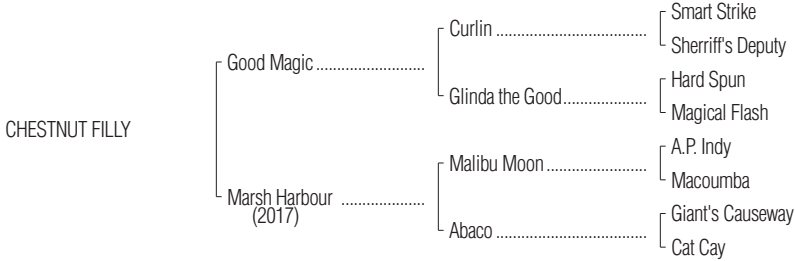 Smart Strike
Curlin ......................................
Sherriff's Deputy
Good Magic ...........................
Hard Spun
Glinda the Good.....................
Magical Flash
CHESTNUT FILLY
A.P. Indy
Malibu Moon .........................
Macoumba
Marsh Harbour .....................
(2017)
Giant's Causeway
Abaco ......................................
Cat Cay